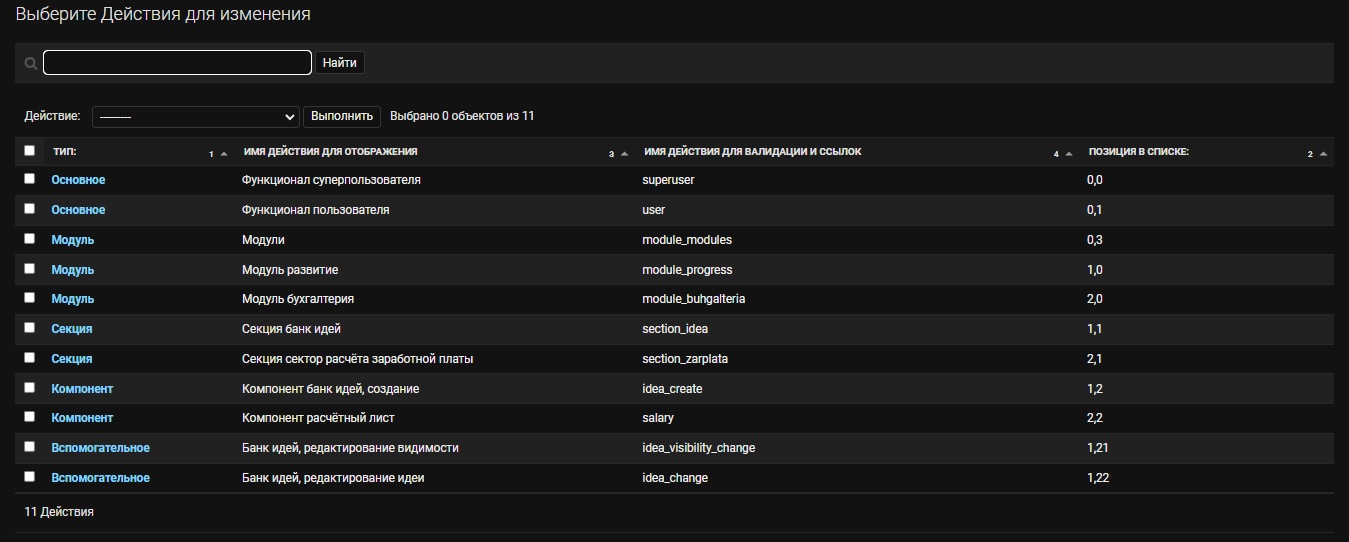 Выберите Действия для изменения
Найти
Действие: --------- Выполнить Выбрано 0 объектов из 11
ТИП: 1 ИМЯ ДЕЙСТВИЯ ДЛЯ ОТОБРАЖЕНИЯ 3 ИМЯ ДЕЙСТВИЯ ДЛЯ ВАЛИДАЦИИ И ССЫЛОК 4 ПОЗИЦИЯ В СПИСКЕ: 2
Основное Функционал суперпользователя superuser 0,0
Основное Функционал пользователя user 0,1
Модуль Модули module_modules 0,3
Модуль Модуль развитие module_progress 1,0
Модуль Модуль бухгалтерия module_buhgalteria 2,0
Секция Секция банк идей section_idea 1,1
Секция Секция сектор расчёта заработной платы section_zarplata 2,1
Компонент Компонент банк идей, создание idea_create 1,2
Компонент Компонент расчётный лист salary 2,2
Вспомогательное Банк идей, редактирование видимости idea_visibility_change 1,21
Вспомогательное Банк идей, редактирование идеи idea_change 1,22
11 Действия